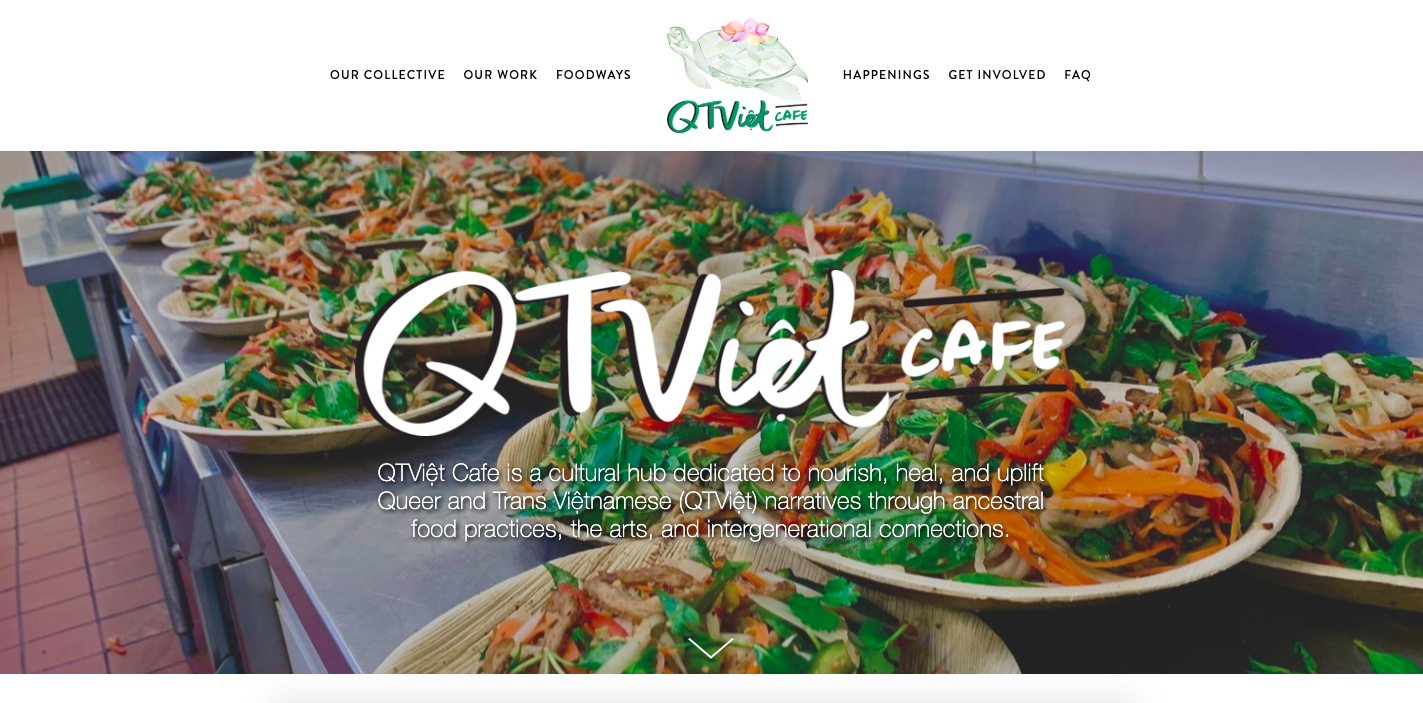 OUR COLLECTIVE OUR WORK FOODWAYS
QTViệt CAFE
HAPPENINGS GET INVOLVED FAQ
QTViệt CAFE
QTViệt Cafe is a cultural hub dedicated to nourish, heal, and uplift
Queer and Trans Việtnamese (QTViệt) narratives through ancestral
food practices, the arts, and intergenerational connections.